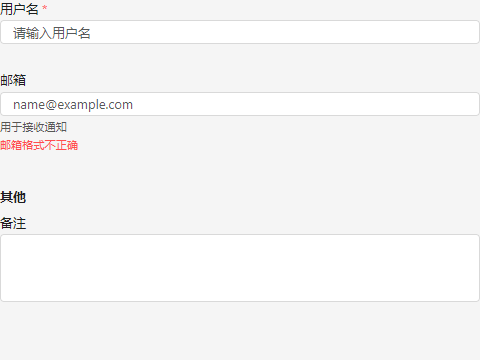 用户名 *
请输入用户名
邮箱
name@example.com
用于接收通知
邮箱格式不正确
其他
备注